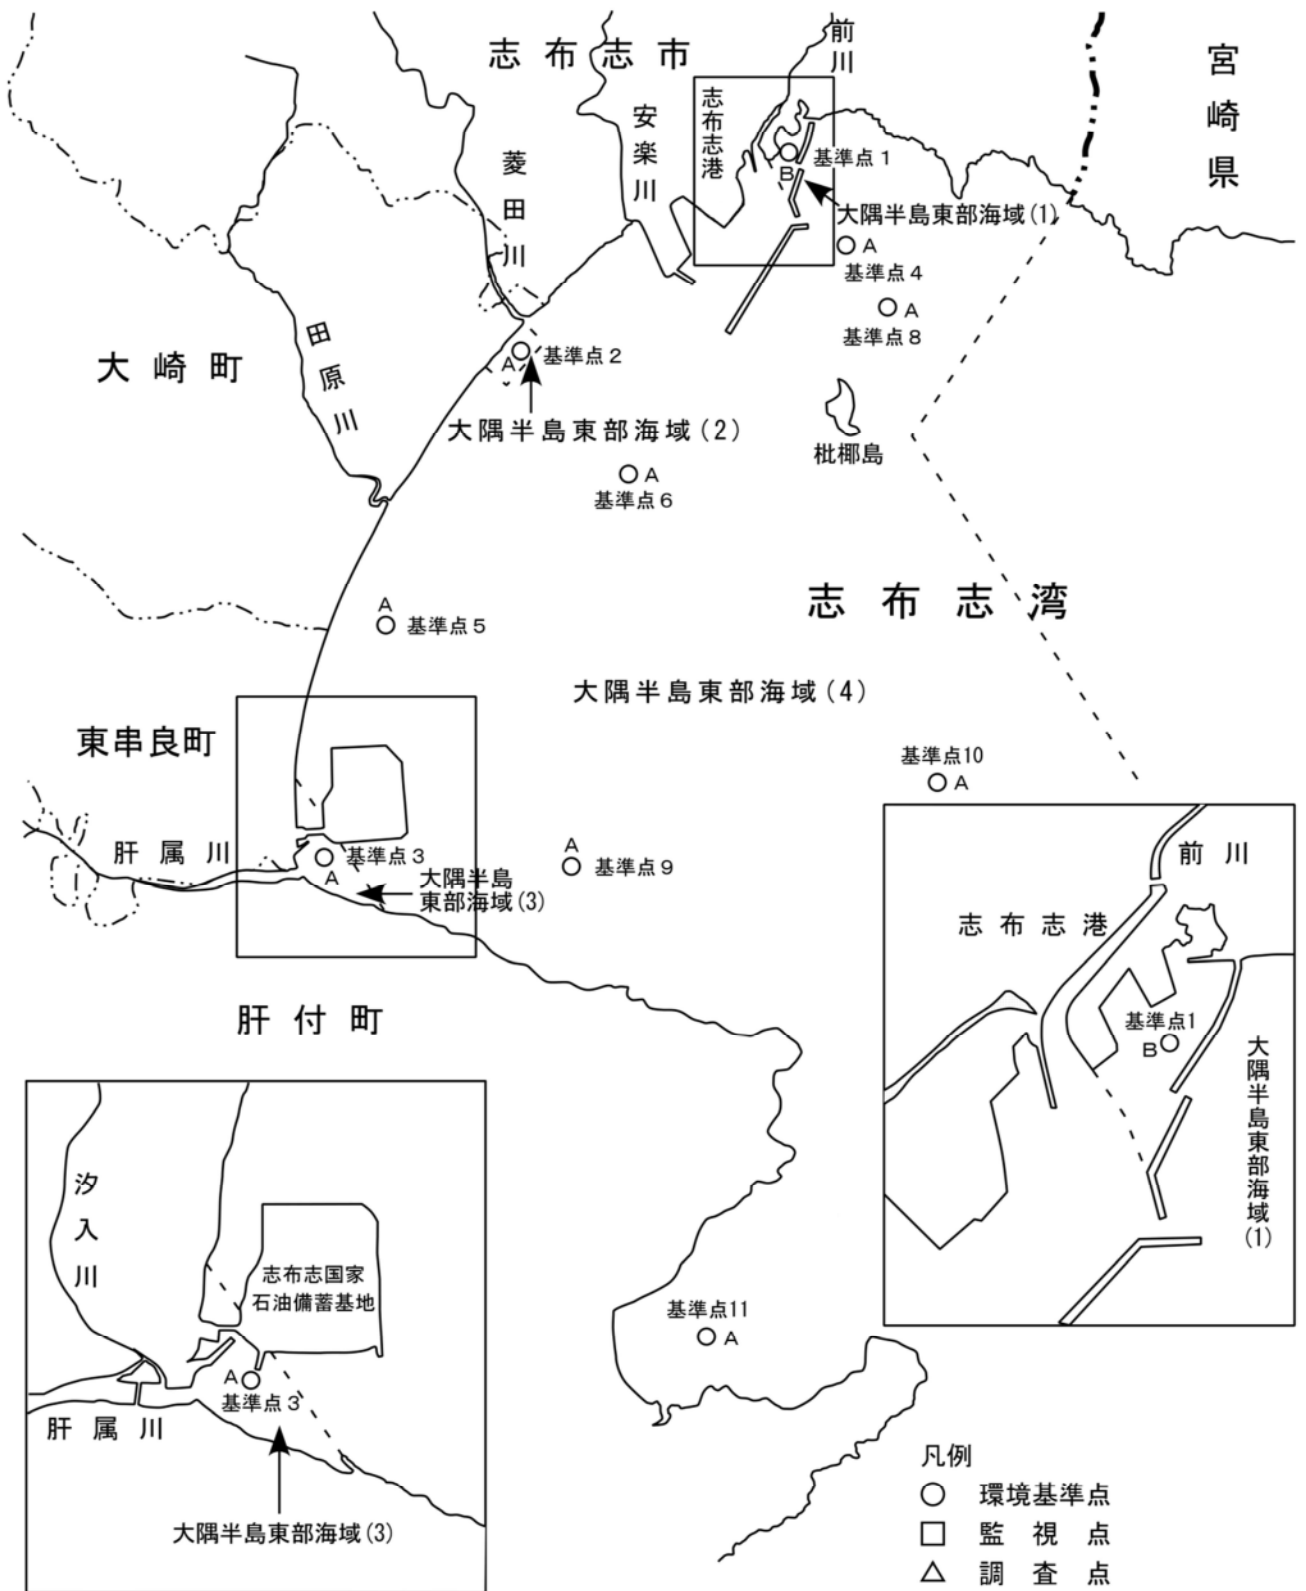 志布志市
前川
宮崎県
志布志港
安楽川
菱田川
基準点1
B
大隅半島東部海域(1)
A
基準点4
A
基準点8
田原川
大崎町
A
基準点2
大隅半島東部海域(2)
枇椰島
A
基準点6
志布志湾
A
基準点5
大隅半島東部海域(4)
東串良町
基準点10
A
肝属川
基準点3
A
A
基準点9
大隅半島
東部海域(3)
前川
志布志港
基準点1
B
大隅半島東部海域(1)
肝付町
汐入川
志布志国家
石油備蓄基地
A
基準点3
肝属川
大隅半島東部海域(3)
基準点11
A
凡例
○ 環境基準点
□ 監視点
△ 調査点